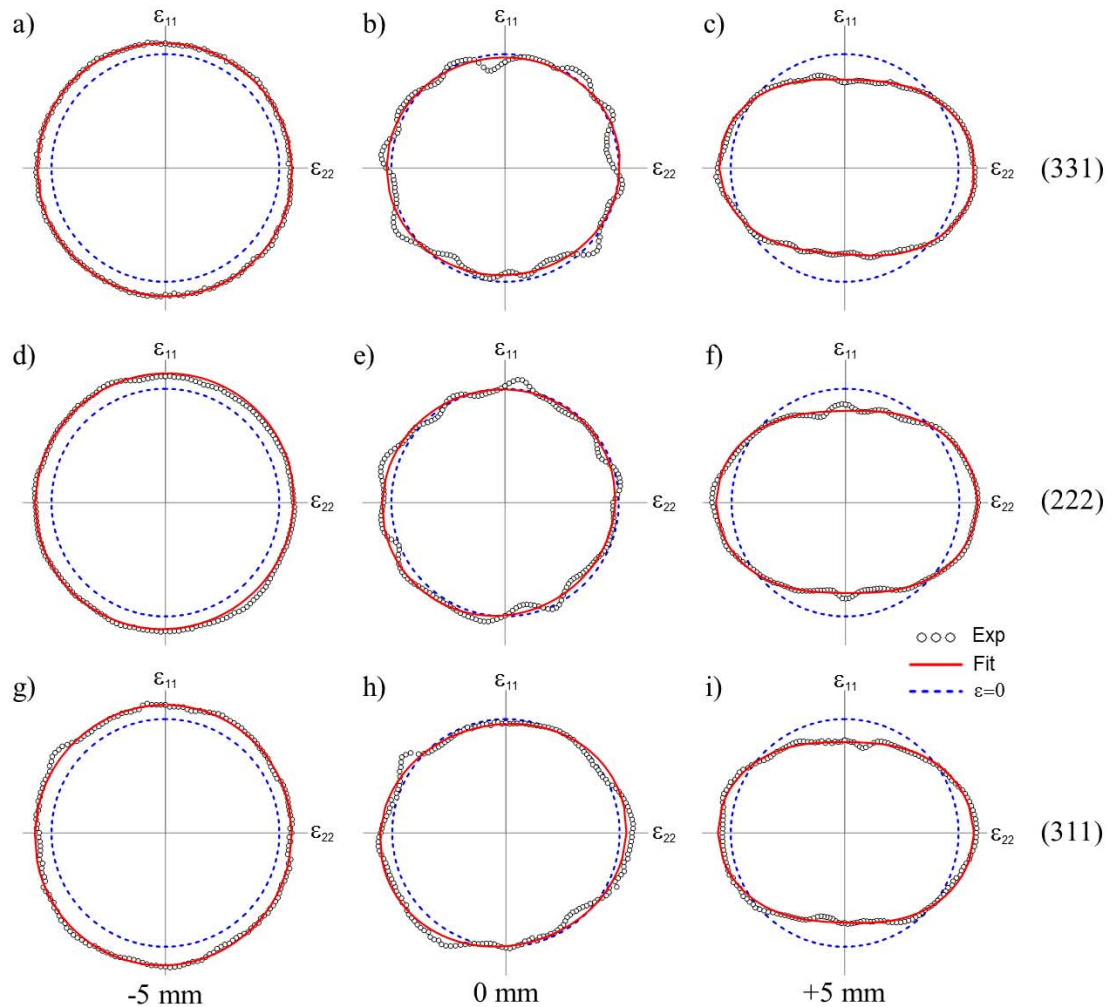 a) ε₁₁ b) ε₁₁ c) ε₁₁
ε₂₂ ε₂₂ ε₂₂ (331)
d) ε₁₁ e) ε₁₁ f) ε₁₁
ε₂₂ ε₂₂ ε₂₂ (222)
Exp
Fit
ε=0
g) ε₁₁ h) ε₁₁ i) ε₁₁
ε₂₂ ε₂₂ ε₂₂ (311)
-5 mm 0 mm +5 mm